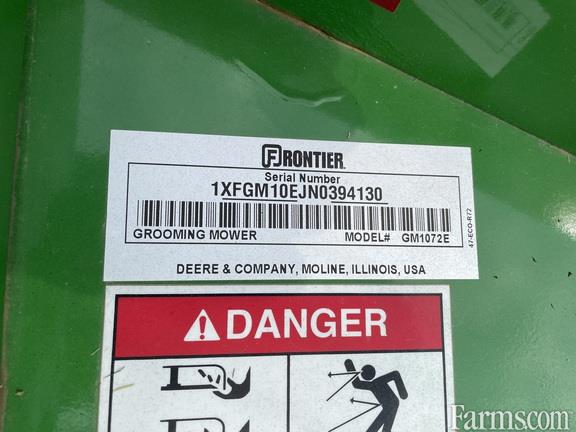 FRONTIER
Serial Number
1XFGM10EJN0394130
GROOMING MOWER MODEL# GM1072E
47-ECO-R72
DEERE & COMPANY, MOLINE, ILLINOIS, USA
DANGER
Farms.com